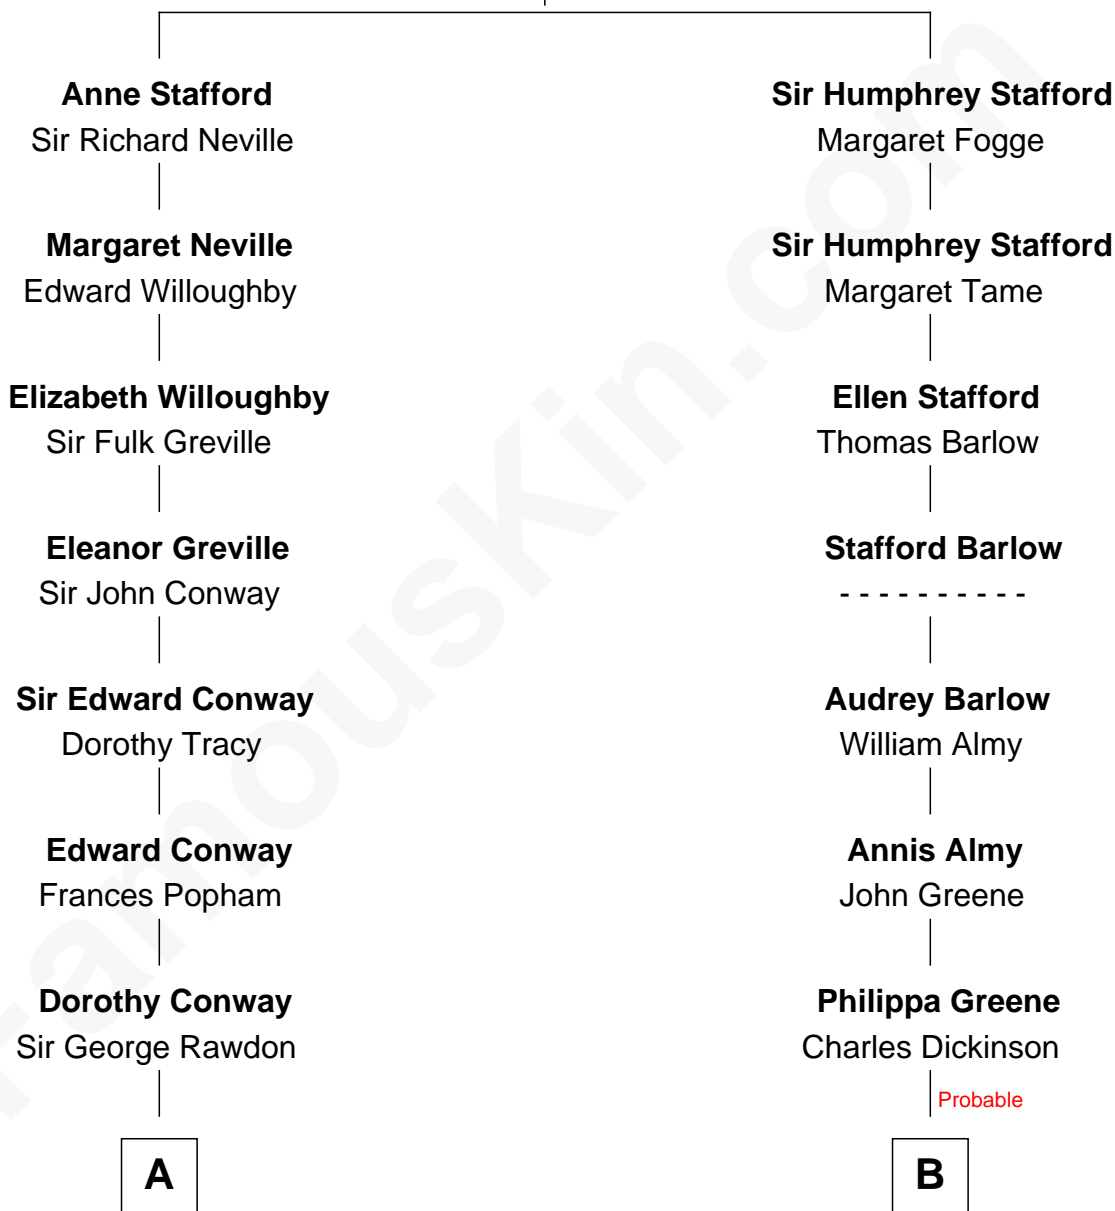 Anne Stafford
Sir Richard Neville
Margaret Neville
Edward Willoughby
Elizabeth Willoughby
Sir Fulk Greville
Eleanor Greville
Sir John Conway
Sir Edward Conway
Dorothy Tracy
Edward Conway
Frances Popham
Dorothy Conway
Sir George Rawdon
A
Sir Humphrey Stafford
Margaret Fogge
Sir Humphrey Stafford
Margaret Tame
Ellen Stafford
Thomas Barlow
Stafford Barlow
- - - - - - - - - -
Audrey Barlow
William Almy
Annis Almy
John Greene
Philippa Greene
Charles Dickinson
Probable
B
FamousKin.com